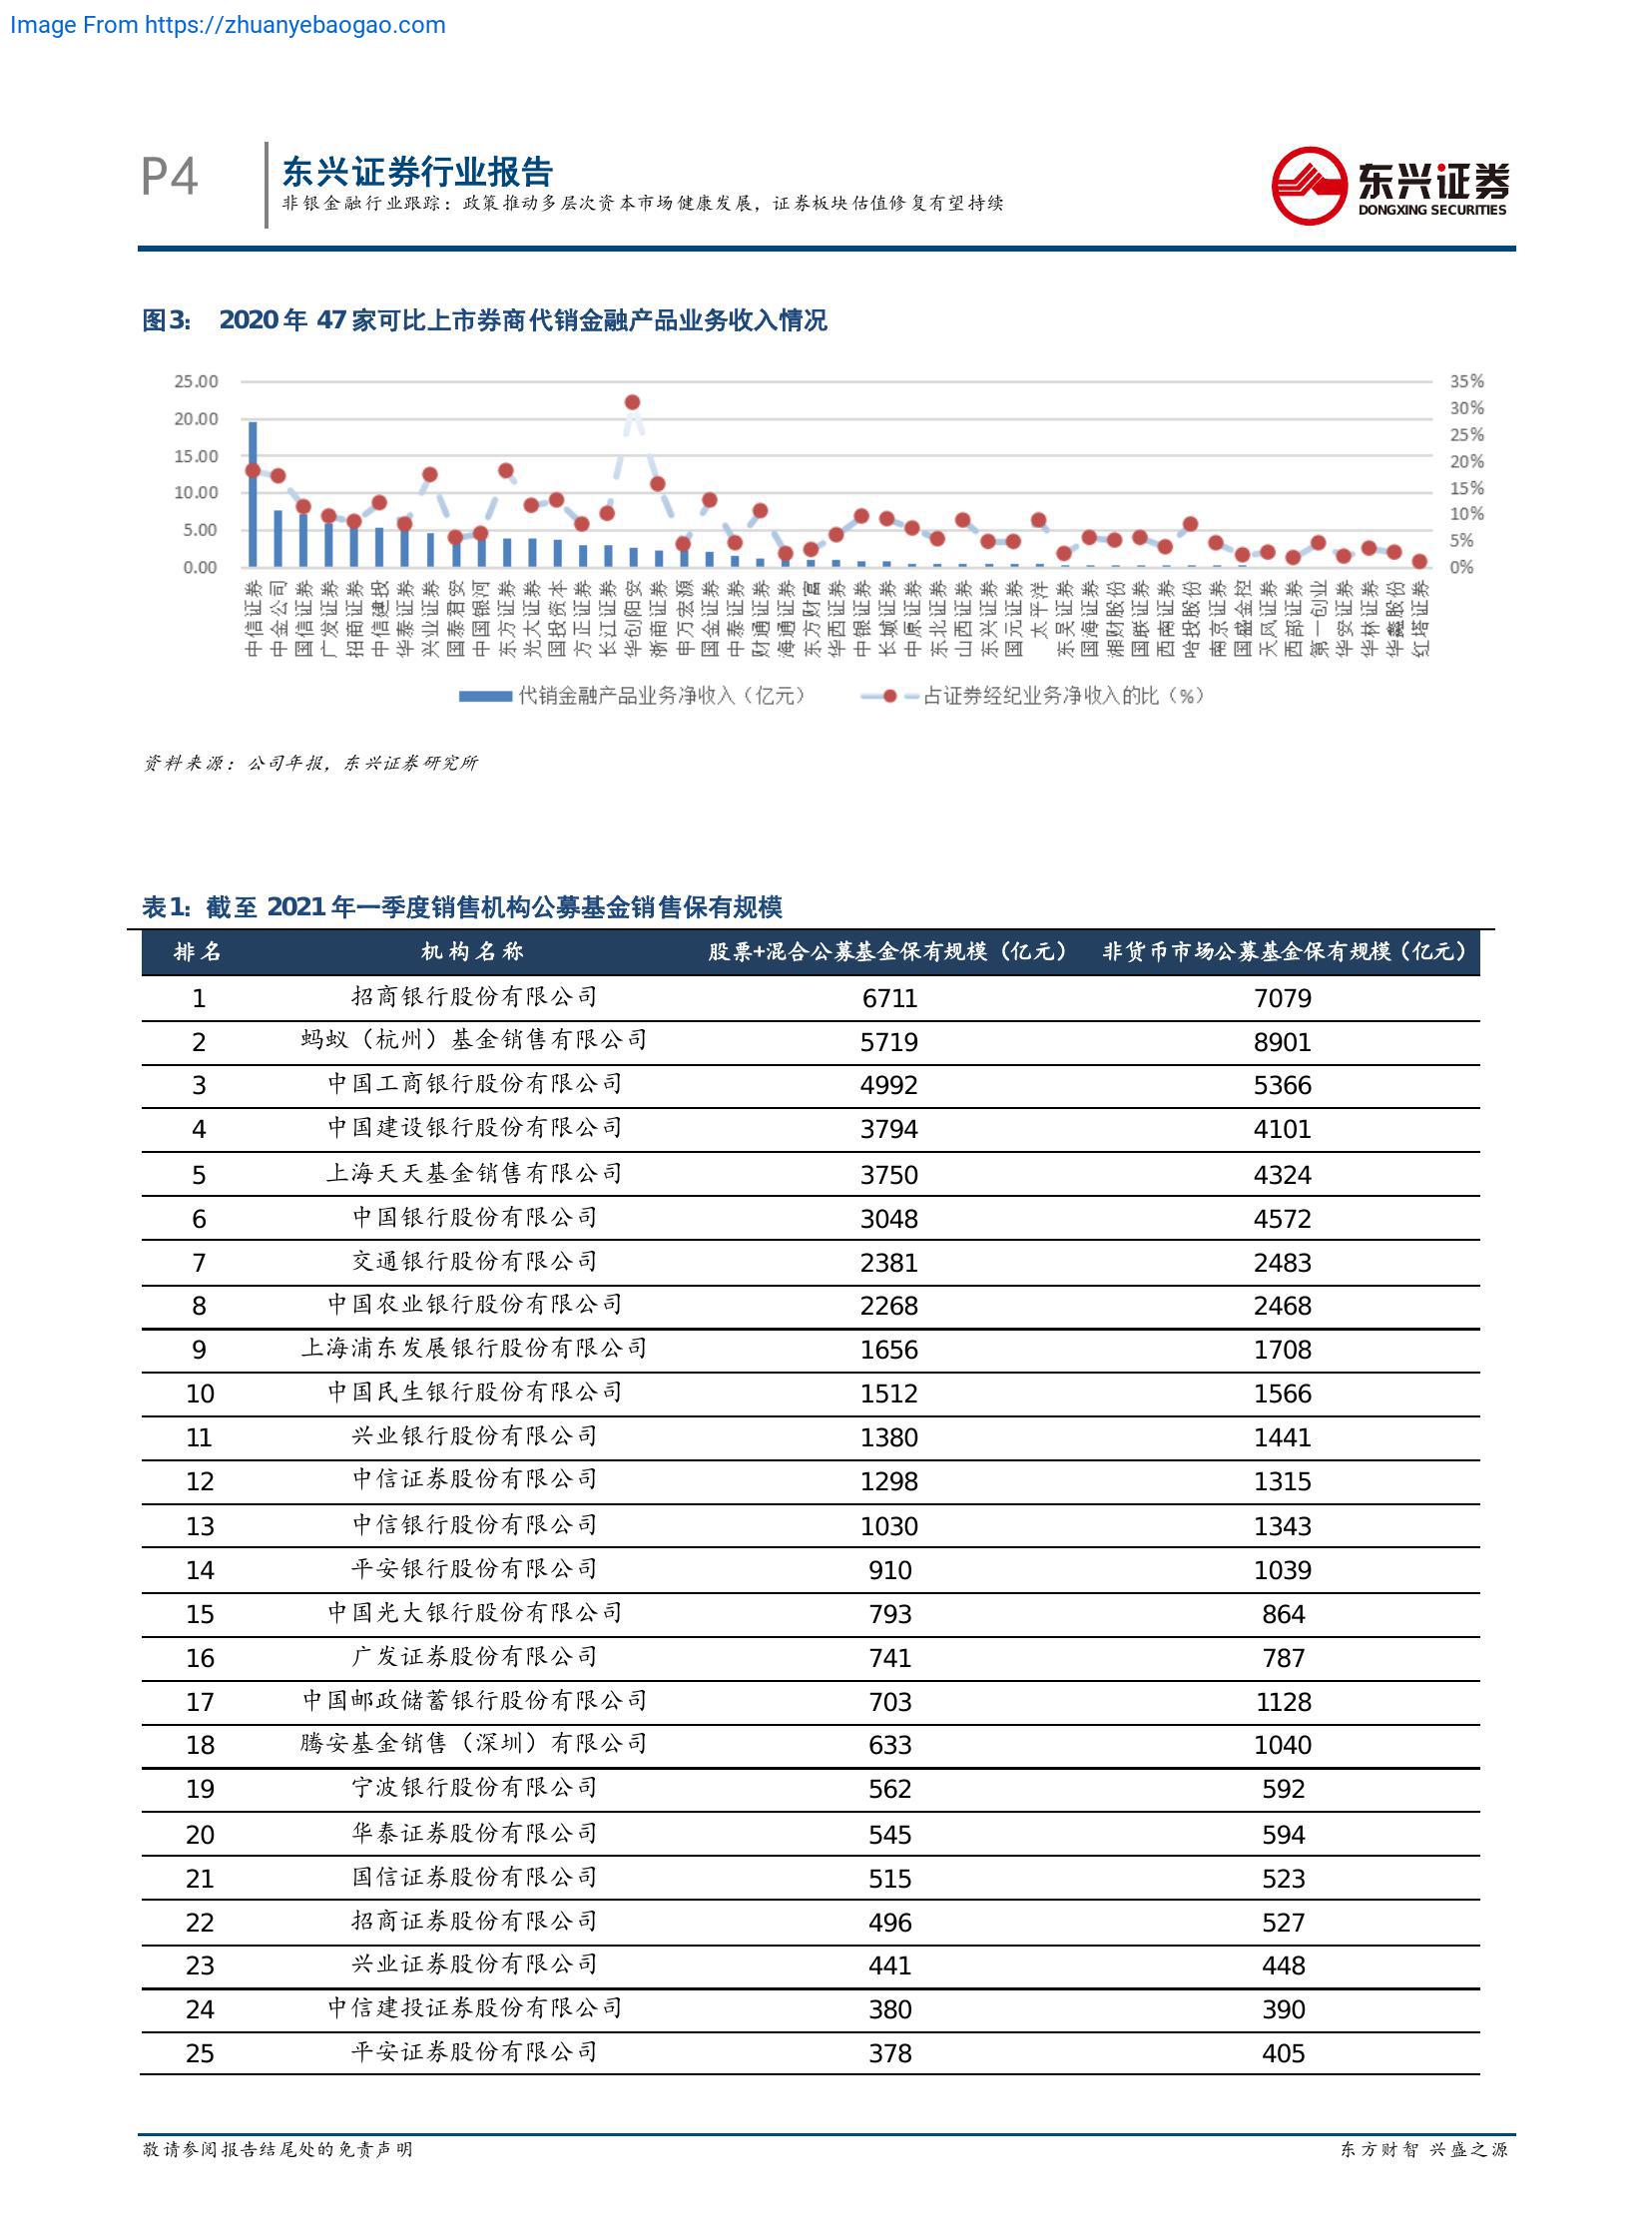 Image From https://zhuanyebaogao.com
P4
东兴证券行业报告
非银金融行业跟踪：政策推动多层次资本市场健康发展，证券板块估值修复有望持续
东兴证券
DONGXING SECURITIES
图3： 2020 年 47 家可比上市券商代销金融产品业务收入情况
25.00 35%
20.00 30%
25%
15.00 20%
10.00 15%
10%
5.00 5%
0.00 0%
中信证券 中金公司 国信证券 广发证券 招商证券 中信建投 华泰证券 兴业证券 国泰君安 中国银河 东方证券 光大证券 国投资本 方正证券 长江证券 华创阳安 浙商证券 申万宏源 国金证券 中泰证券 财通证券 海通证券 东方财富 华西证券 中银证券 长城证券 中原证券 东北证券 山西证券 东兴证券 国元证券 太平洋 东吴证券 国海证券 湘财股份 国联证券 西南证券 哈投股份 南京证券 国盛金控 天风证券 西部证券 第一创业 华安证券 华林证券 华鑫股份 红塔证券
代销金融产品业务净收入（亿元） 占证券经纪业务净收入的比（%）
资料来源：公司年报，东兴证券研究所
表1：截至 2021 年一季度销售机构公募基金销售保有规模
排名 机构名称 股票+混合公募基金保有规模（亿元） 非货币市场公募基金保有规模（亿元）
1 招商银行股份有限公司 6711 7079
2 蚂蚁（杭州）基金销售有限公司 5719 8901
3 中国工商银行股份有限公司 4992 5366
4 中国建设银行股份有限公司 3794 4101
5 上海天天基金销售有限公司 3750 4324
6 中国银行股份有限公司 3048 4572
7 交通银行股份有限公司 2381 2483
8 中国农业银行股份有限公司 2268 2468
9 上海浦东发展银行股份有限公司 1656 1708
10 中国民生银行股份有限公司 1512 1566
11 兴业银行股份有限公司 1380 1441
12 中信证券股份有限公司 1298 1315
13 中信银行股份有限公司 1030 1343
14 平安银行股份有限公司 910 1039
15 中国光大银行股份有限公司 793 864
16 广发证券股份有限公司 741 787
17 中国邮政储蓄银行股份有限公司 703 1128
18 腾安基金销售（深圳）有限公司 633 1040
19 宁波银行股份有限公司 562 592
20 华泰证券股份有限公司 545 594
21 国信证券股份有限公司 515 523
22 招商证券股份有限公司 496 527
23 兴业证券股份有限公司 441 448
24 中信建投证券股份有限公司 380 390
25 平安证券股份有限公司 378 405
敬请参阅报告结尾处的免责声明 东方财智 兴盛之源